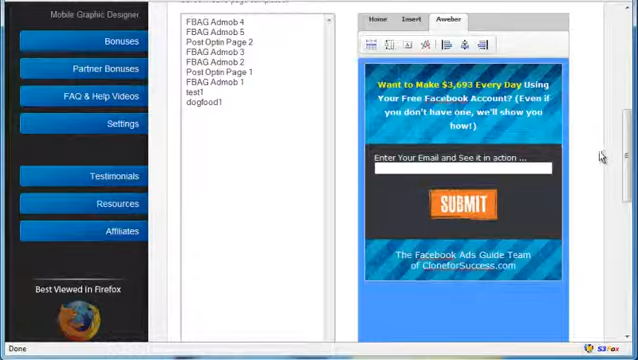 Mobile Graphic Designer
Bonuses
Partner Bonuses
FAQ & Help Videos
Settings
Testimonials
Resources
Affiliates
Best Viewed in Firefox
FBAG Admob 4
FBAG Admob 5
Post Optin Page 2
FBAG Admob 3
FBAG Admob 2
Post Optin Page 1
FBAG Admob 1
test1
dogfood1
Home Insert Aweber
Want to Make $3,693 Every Day Using
Your Free Facebook Account? (Even if
you don't have one, we'll show you
how!)
Enter Your Email and See it in action ...
SUBMIT
The Facebook Ads Guide Team
of CloneforSuccess.com
Done
S3Fox